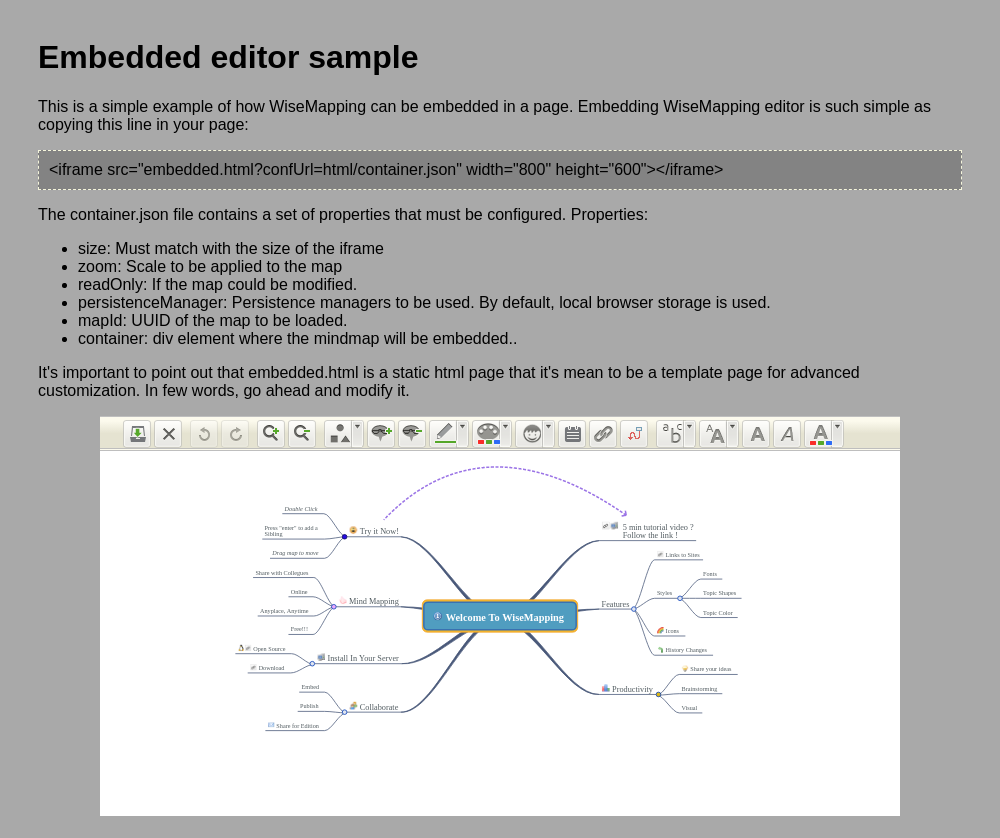 Embedded editor sample
This is a simple example of how WiseMapping can be embedded in a page. Embedding WiseMapping editor is such simple as
copying this line in your page:
<iframe src="embedded.html?confUrl=html/container.json" width="800" height="600"></iframe>
The container.json file contains a set of properties that must be configured. Properties:
size: Must match with the size of the iframe
zoom: Scale to be applied to the map
readOnly: If the map could be modified.
persistenceManager: Persistence managers to be used. By default, local browser storage is used.
mapId: UUID of the map to be loaded.
container: div element where the mindmap will be embedded..
It's important to point out that embedded.html is a static html page that it's mean to be a template page for advanced
customization. In few words, go ahead and modify it.
Double Click
Press "enter" to add a
Sibling
Drag map to move
Try it Now!
Share with Collegues
Online
Anyplace, Anytime
Free!!!
Mind Mapping
Open Source
Download
Install In Your Server
Embed
Publish
Share for Edition
Collaborate
Welcome To WiseMapping
5 min tutorial video ?
Follow the link !
Features
Links to Sites
Styles
Fonts
Topic Shapes
Topic Color
Icons
History Changes
Productivity
Share your ideas
Brainstorming
Visual